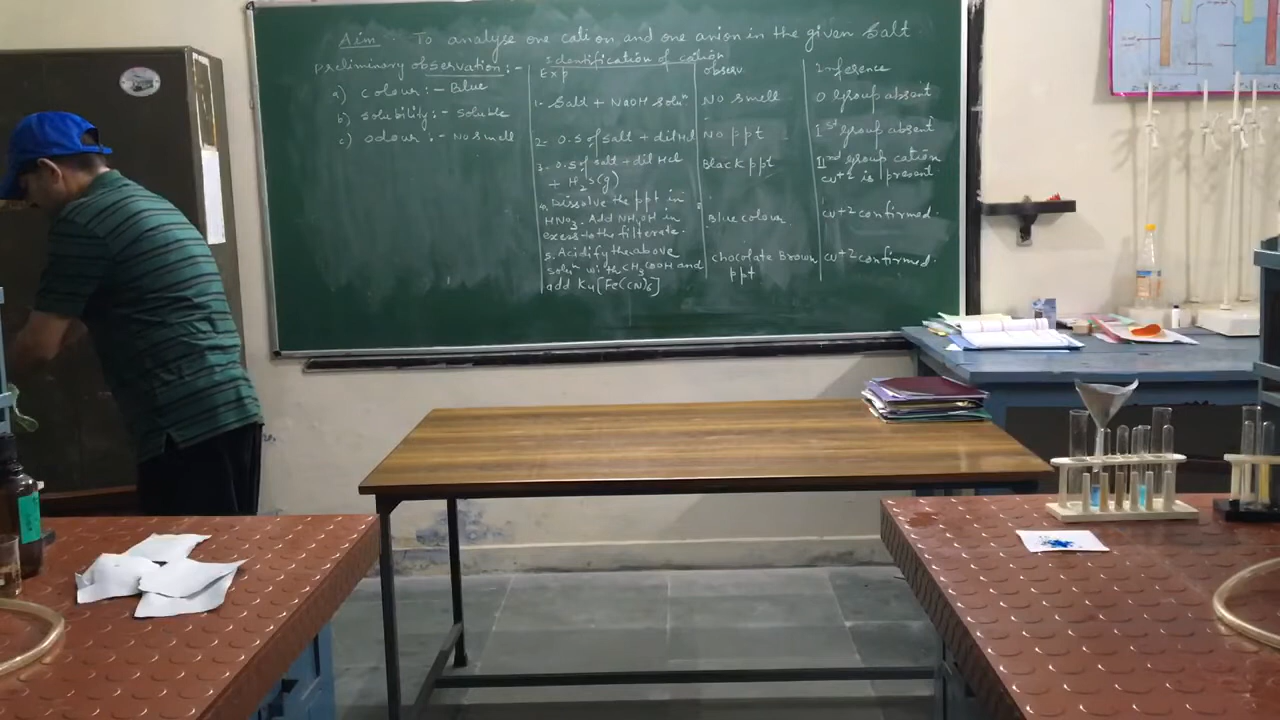 Aim :- To analyse one cation and one anion in the given Salt
preliminary observation :-
a) colour :- Blue
b) solubility :- Soluble
c) odour :- No smell
Identification of cation
Exp
observ.
Inference
1- Salt + NaOH soluⁿ
No smell
0 group absent
2- 0.5 of salt + dil Hcl
No ppt
Iˢᵗ group absent
3. 0.5 of salt + dil Hcl
+ H₂S(g)
Black ppt
IIⁿᵈ group cation
cu+2 is present
4. Dissolve the ppt in
HNO₃. Add NH₄OH in
excess to the filterate.
Blue colour
cu+2 confirmed.
5. Acidify the above
soluⁿ with CH₃COOH and
add K₄[Fe(CN)₆]
chocolate Brown
ppt
cu+2 confirmed.